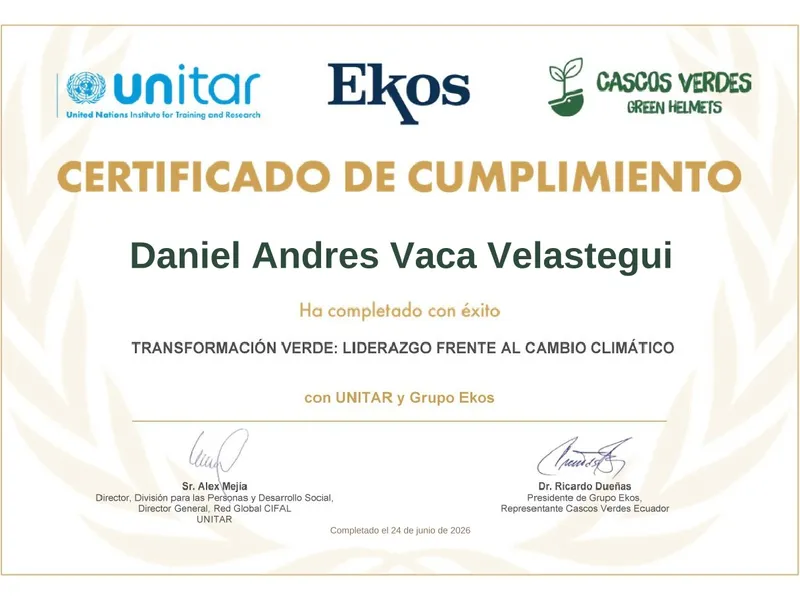 unitar
United Nations Institute for Training and Research
Ekos
CASCOS VERDES
GREEN HELMETS
CERTIFICADO DE CUMPLIMIENTO
Daniel Andres Vaca Velastegui
Ha completado con éxito
TRANSFORMACIÓN VERDE: LIDERAZGO FRENTE AL CAMBIO CLIMÁTICO
con UNITAR y Grupo Ekos
Sr. Alex Mejía
Director, División para las Personas y Desarrollo Social,
Director General, Red Global CIFAL
UNITAR
Dr. Ricardo Dueñas
Presidente de Grupo Ekos,
Representante Cascos Verdes Ecuador
Completado el 24 de junio de 2026